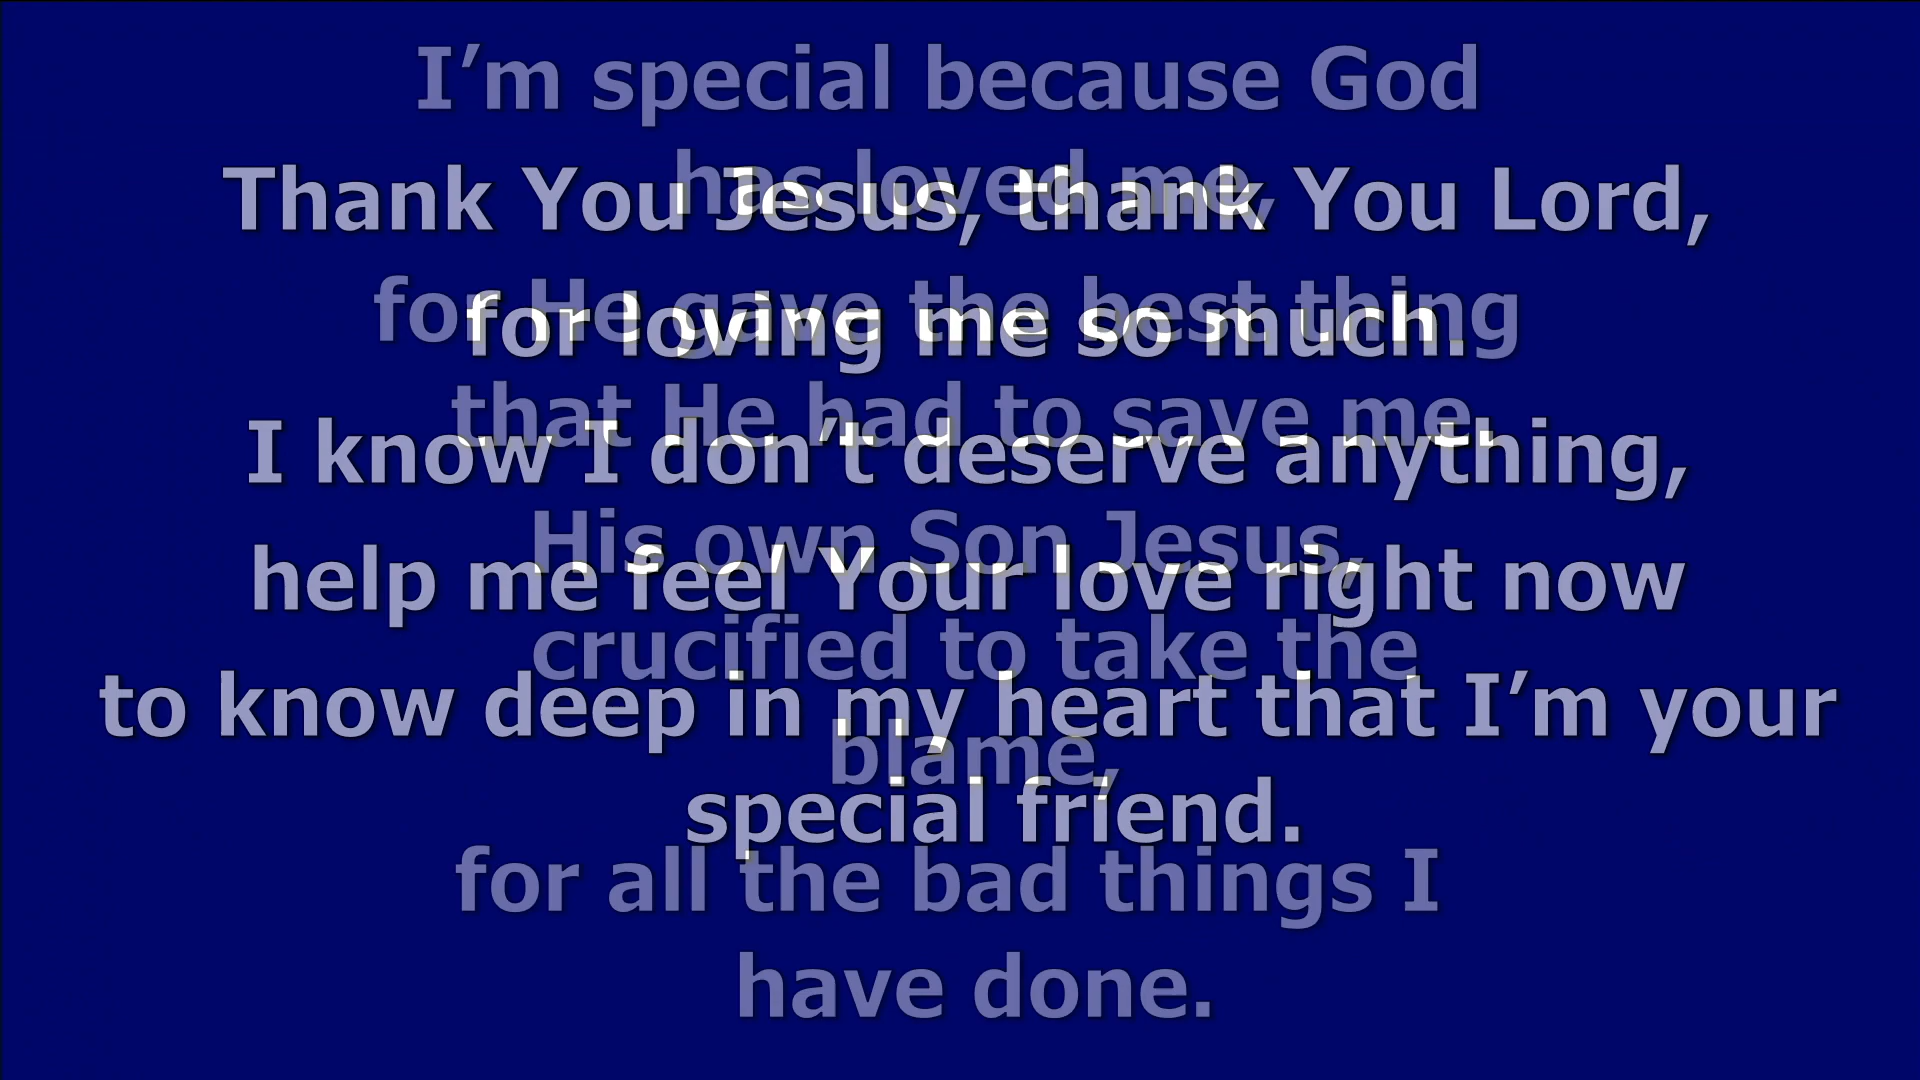 I’m special because God
has loved me,
for He gave the best thing
that He had to save me.
His own Son Jesus,
crucified to take the
blame,
for all the bad things I
have done.
Thank You Jesus, thank You Lord,
for loving me so much.
I know I don’t deserve anything,
help me feel Your love right now
to know deep in my heart that I’m your
special friend.